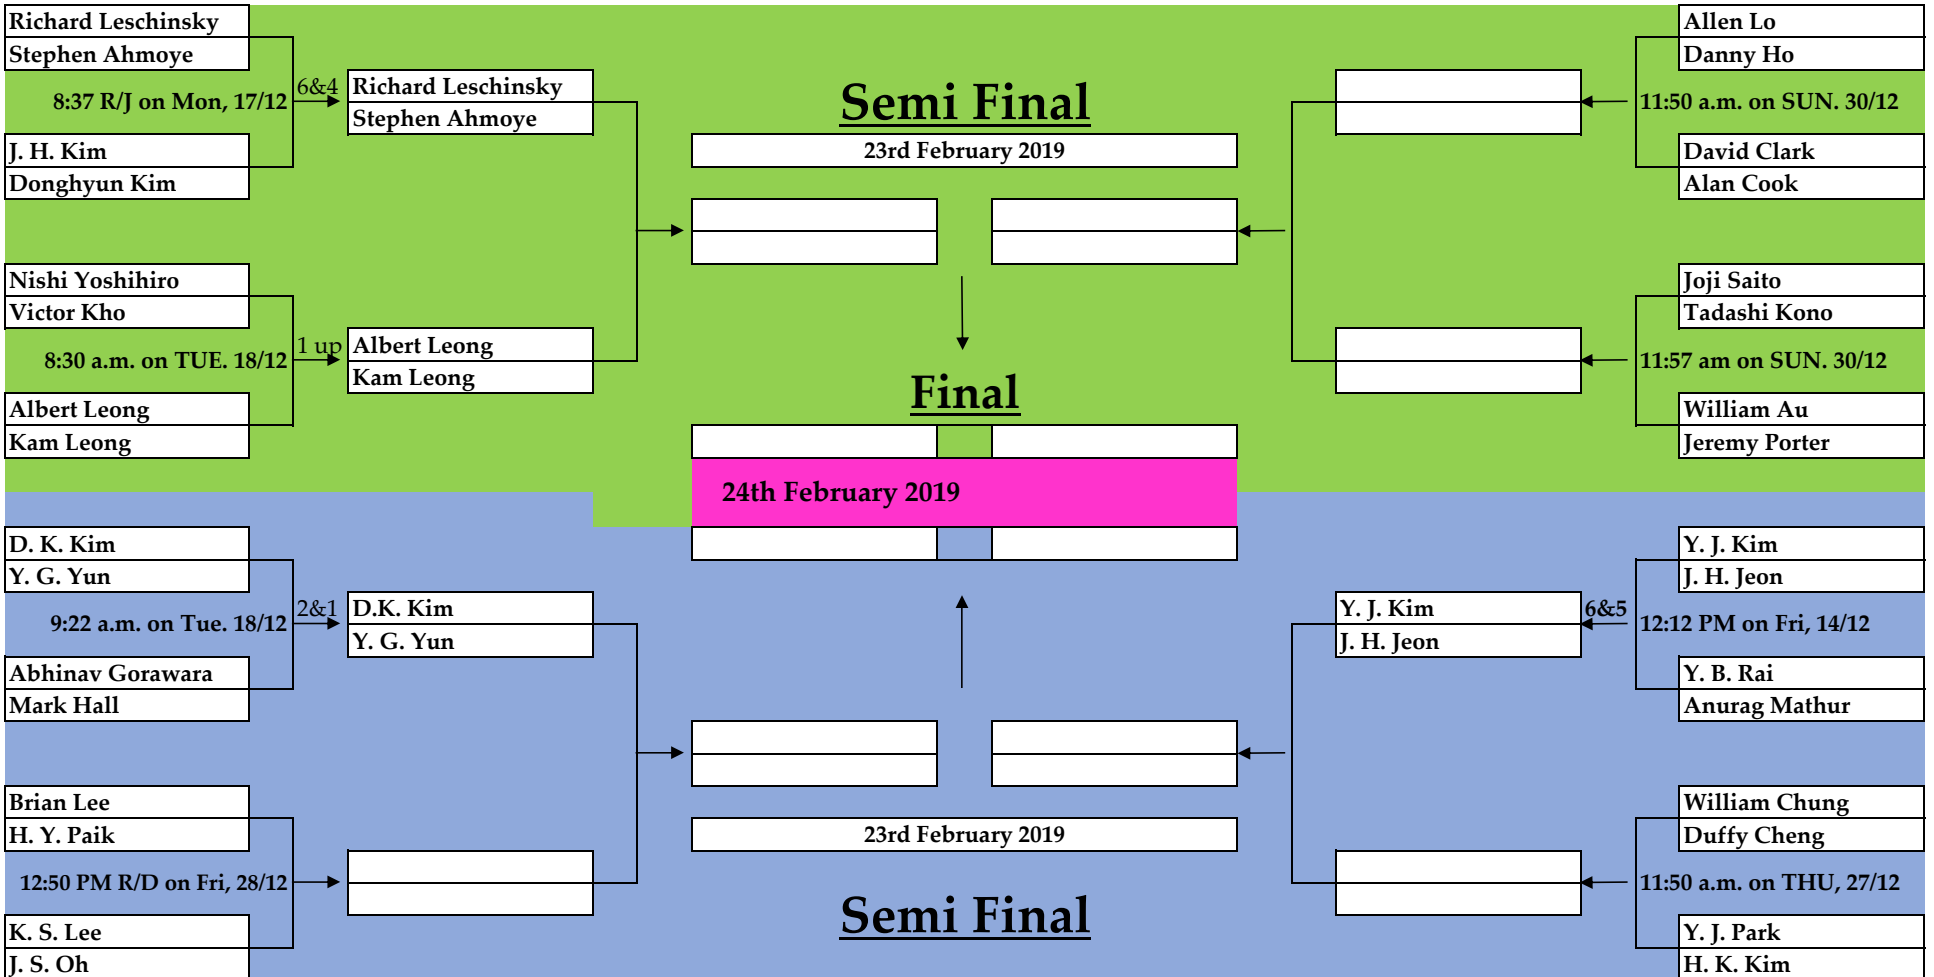 Richard Leschinsky
Stephen Ahmoye
8:37 R/J on Mon, 17/12
6&4
J. H. Kim
Donghyun Kim
Richard Leschinsky
Stephen Ahmoye
Nishi Yoshihiro
Victor Kho
8:30 a.m. on TUE. 18/12
1 up
Albert Leong
Kam Leong
Albert Leong
Kam Leong
Semi Final
23rd February 2019
Final
24th February 2019
Allen Lo
Danny Ho
11:50 a.m. on SUN. 30/12
David Clark
Alan Cook
Joji Saito
Tadashi Kono
11:57 am on SUN. 30/12
William Au
Jeremy Porter
D. K. Kim
Y. G. Yun
9:22 a.m. on Tue. 18/12
2&1
Abhinav Gorawara
Mark Hall
D.K. Kim
Y. G. Yun
Brian Lee
H. Y. Paik
12:50 PM R/D on Fri, 28/12
K. S. Lee
J. S. Oh
23rd February 2019
Semi Final
Y. J. Kim
J. H. Jeon
6&5
Y. J. Kim
J. H. Jeon
12:12 PM on Fri, 14/12
Y. B. Rai
Anurag Mathur
William Chung
Duffy Cheng
11:50 a.m. on THU, 27/12
Y. J. Park
H. K. Kim